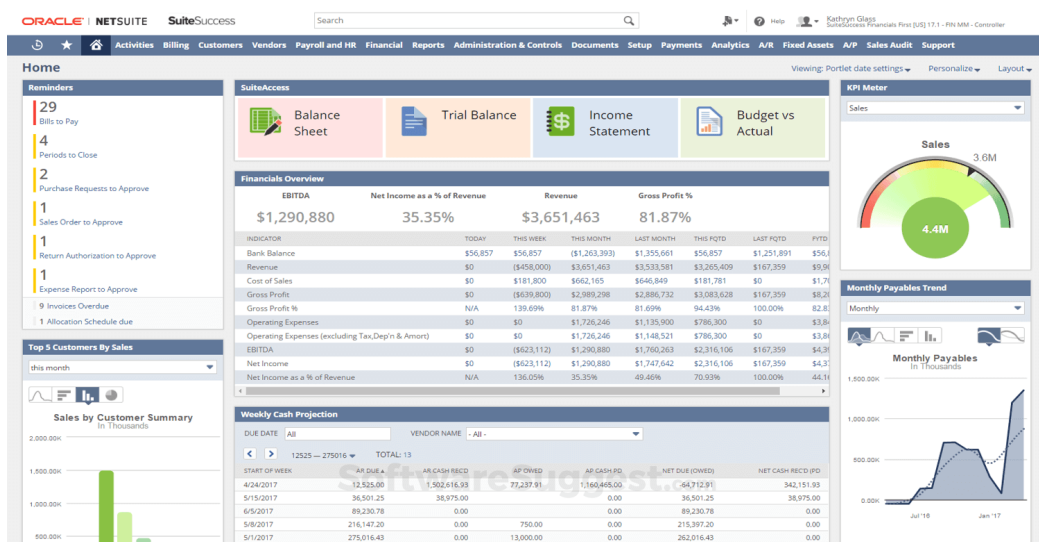 ORACLE | NETSUITE SuiteSuccess
Search
Help
Kathryn Glass
SuiteSuccess Financials First [US] 17.1 - PIN MM - Controller
Activities Billing Customers Vendors Payroll and HR Financial Reports Administration & Controls Documents Setup Payments Analytics A/R Fixed Assets A/P Sales Audit Support
Home
Viewing: Portlet date settings Personalize Layout
Reminders
29
Bills to Pay
4
Periods to Close
2
Purchase Requests to Approve
1
Sales Order to Approve
1
Return Authorization to Approve
1
Expense Report to Approve
9 Invoices Overdue
1 Allocation Schedule due
Top 5 Customers By Sales
this month
Sales by Customer Summary
In Thousands
2,000.00K
1,500.00K
1,000.00K
500.00K
SuiteAccess
Balance
Sheet
Trial Balance
Income
Statement
Budget vs
Actual
Financials Overview
EBITDA Net Income as a % of Revenue Revenue Gross Profit %
$1,290,880 35.35% $3,651,463 81.87%
INDICATOR TODAY THIS WEEK THIS MONTH LAST MONTH THIS FQTD LAST FQTD FYTD
Bank Balance $56,857 $56,857 ($1,263,393) $1,355,661 $56,857 $1,251,891
Revenue $0 ($458,000) $3,651,463 $3,533,581 $3,265,409 $167,359
Cost of Sales $0 $181,800 $662,165 $646,849 $181,781 $0
Gross Profit $0 ($639,800) $2,989,298 $2,886,732 $3,083,628 $167,359
Gross Profit % N/A 139.69% 81.87% 81.69% 94.43% 100.00%
Operating Expenses $0 $0 $1,726,246 $1,135,900 $786,300 $0
Operating Expenses (excluding Tax,Dep'n & Amort) $0 $0 $1,726,246 $1,148,521 $786,300 $0
EBITDA $0 ($623,112) $1,290,880 $1,760,263 $2,316,106 $167,359
Net Income $0 ($623,112) $1,290,880 $1,747,642 $2,316,106 $167,359
Net Income as a % of Revenue N/A 136.05% 35.35% 49.46% 70.93% 100.00%
Weekly Cash Projection
DUE DATE All VENDOR NAME - All -
12525 — 275016 TOTAL: 13
START OF WEEK AR DUE AR CASH REC'D AP OWED AP CASH PD NET DUE (OWED) NET CASH REC'D (PD
4/24/2017 12,525.00 1,502,616.93 77,237.91 1,160,465.00 -64,712.91 342,151.93
5/15/2017 36,501.25 38,975.00 0.00 36,501.25 38,975.00
6/5/2017 89,230.78 0.00 0.00 89,230.78 0.00
5/8/2017 216,147.20 0.00 750.00 0.00 215,397.20 0.00
5/1/2017 275,016.43 0.00 13,000.00 0.00 262,016.43 0.00
SoftwareSuggest
KPI Meter
Sales
Sales
3.6M
4.4M
Monthly Payables Trend
Monthly
Monthly Payables
In Thousands
1,500.00K
1,000.00K
500.00K
0.00K
Jul '16 Jan '17